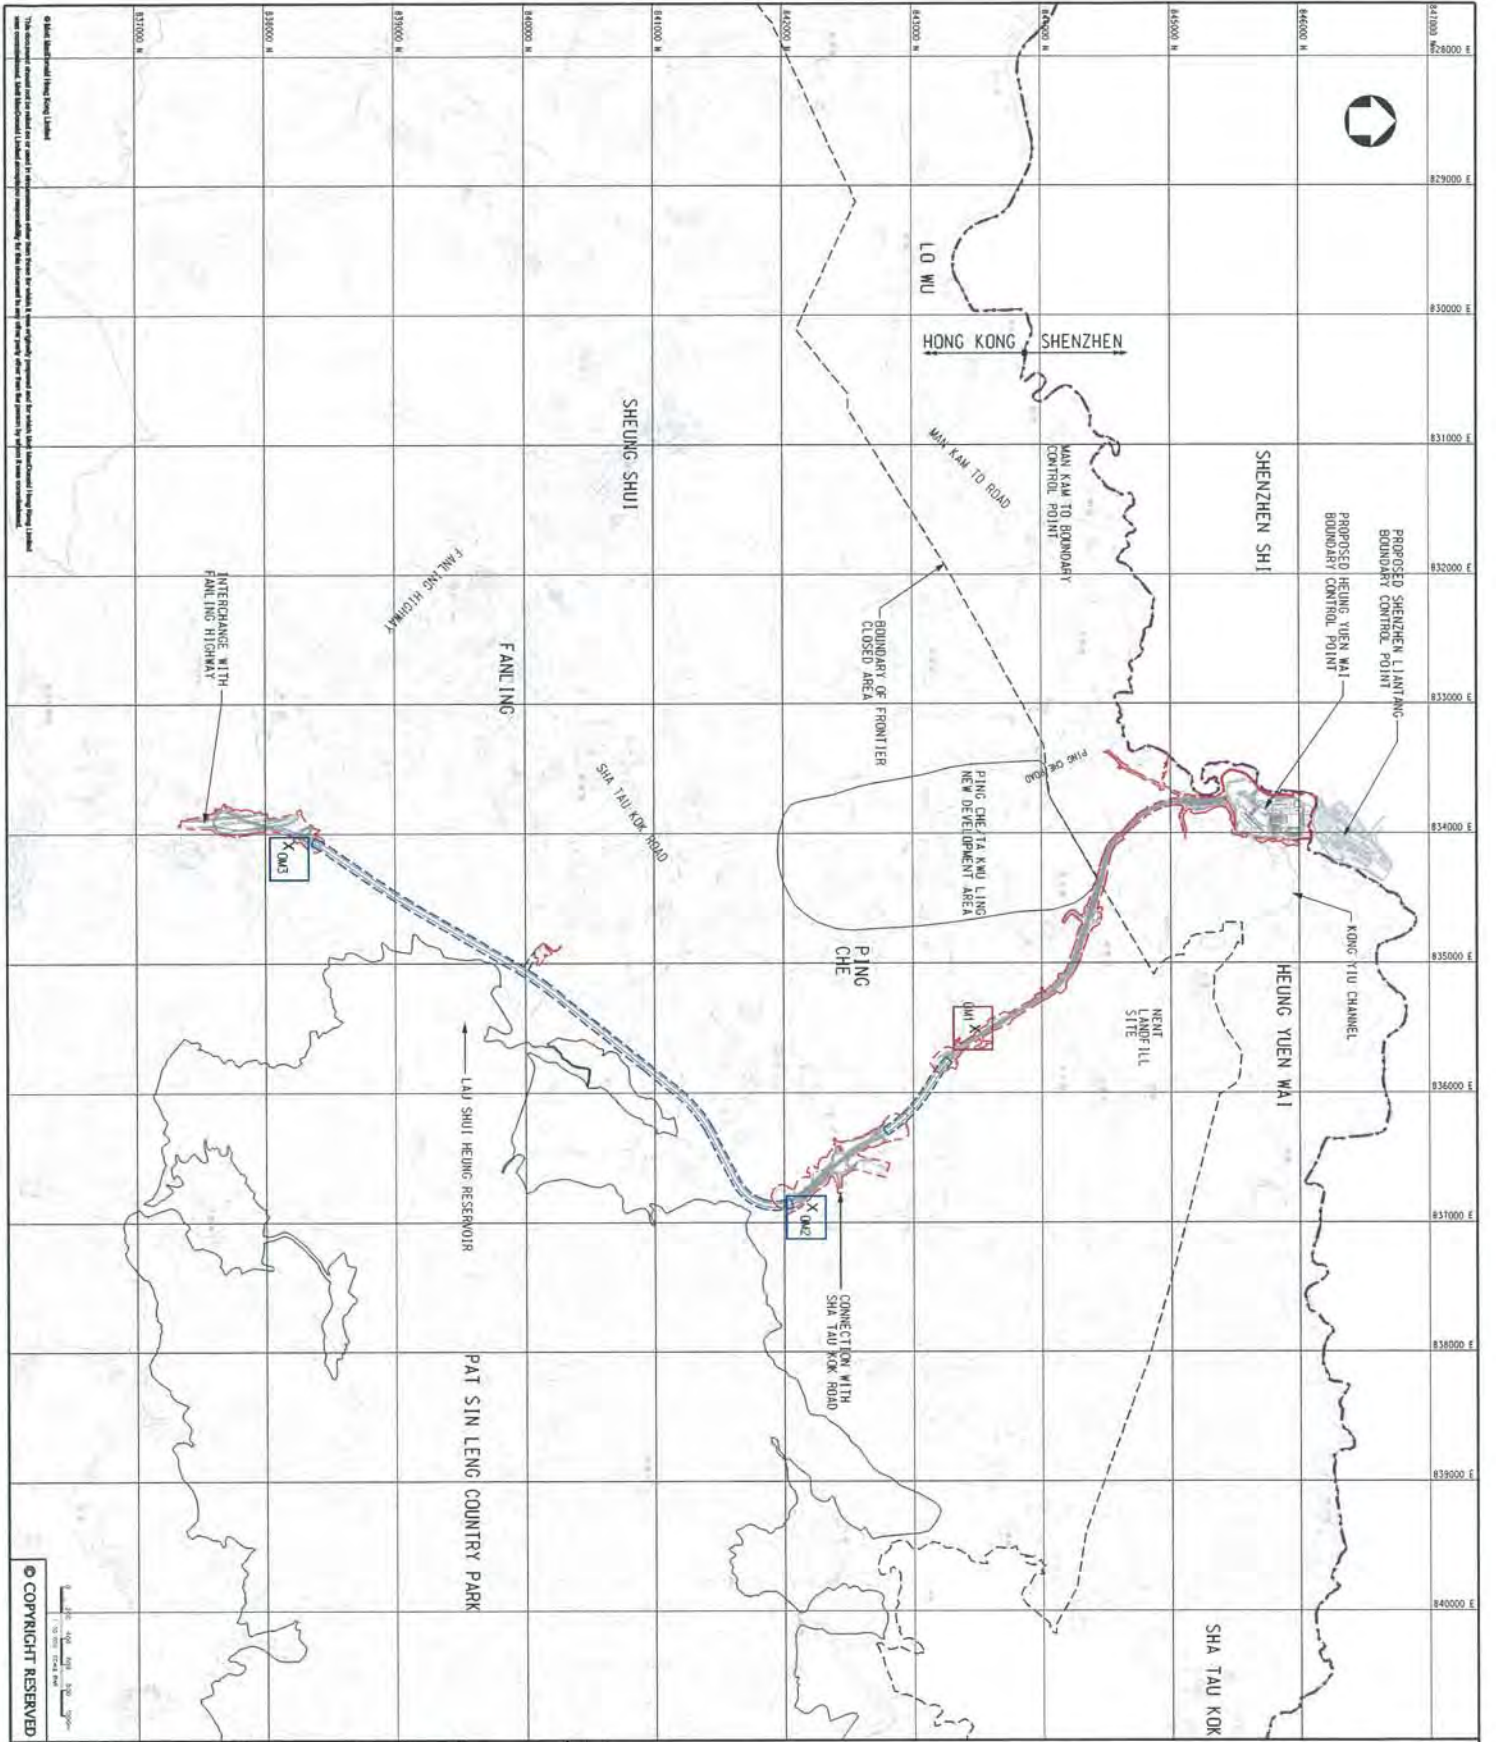 828000 E
829000 E
830000 E
831000 E
832000 E
833000 E
834000 E
835000 E
836000 E
837000 E
838000 E
839000 E
840000 E
847000 N
846000 N
845000 N
844000 N
843000 N
842000 N
841000 N
840000 N
839000 N
838000 N
837000 N
PROPOSED SHENZHEN LIANTANG
BOUNDARY CONTROL POINT
PROPOSED HEUNG YUEN WAI
BOUNDARY CONTROL POINT
SHENZHEN SHI
KONG YIU CHANNEL
HEUNG YUEN WAI
SHA TAU KOK
SHENZHEN
HONG KONG
LO WU
MAN KAM TO BOUNDARY
CONTROL POINT
MAN KAM TO ROAD
NENT
LANDFILL
SITE
PING CHE ROAD
PING CHE/TA KWU LING
NEW DEVELOPMENT AREA
BOUNDARY OF FRONTIER
CLOSED AREA
OM1
PING
CHE
CONNECTION WITH
SHA TAU KOK ROAD
OM2
SHEUNG SHUI
SHA TAU KOK ROAD
FANLING
FANLING HIGHWAY
LAU SHUI HEUNG RESERVOIR
PAT SIN LENG COUNTRY PARK
OM3
INTERCHANGE WITH
FANLING HIGHWAY
© Mott MacDonald Hong Kong Limited
© COPYRIGHT RESERVED